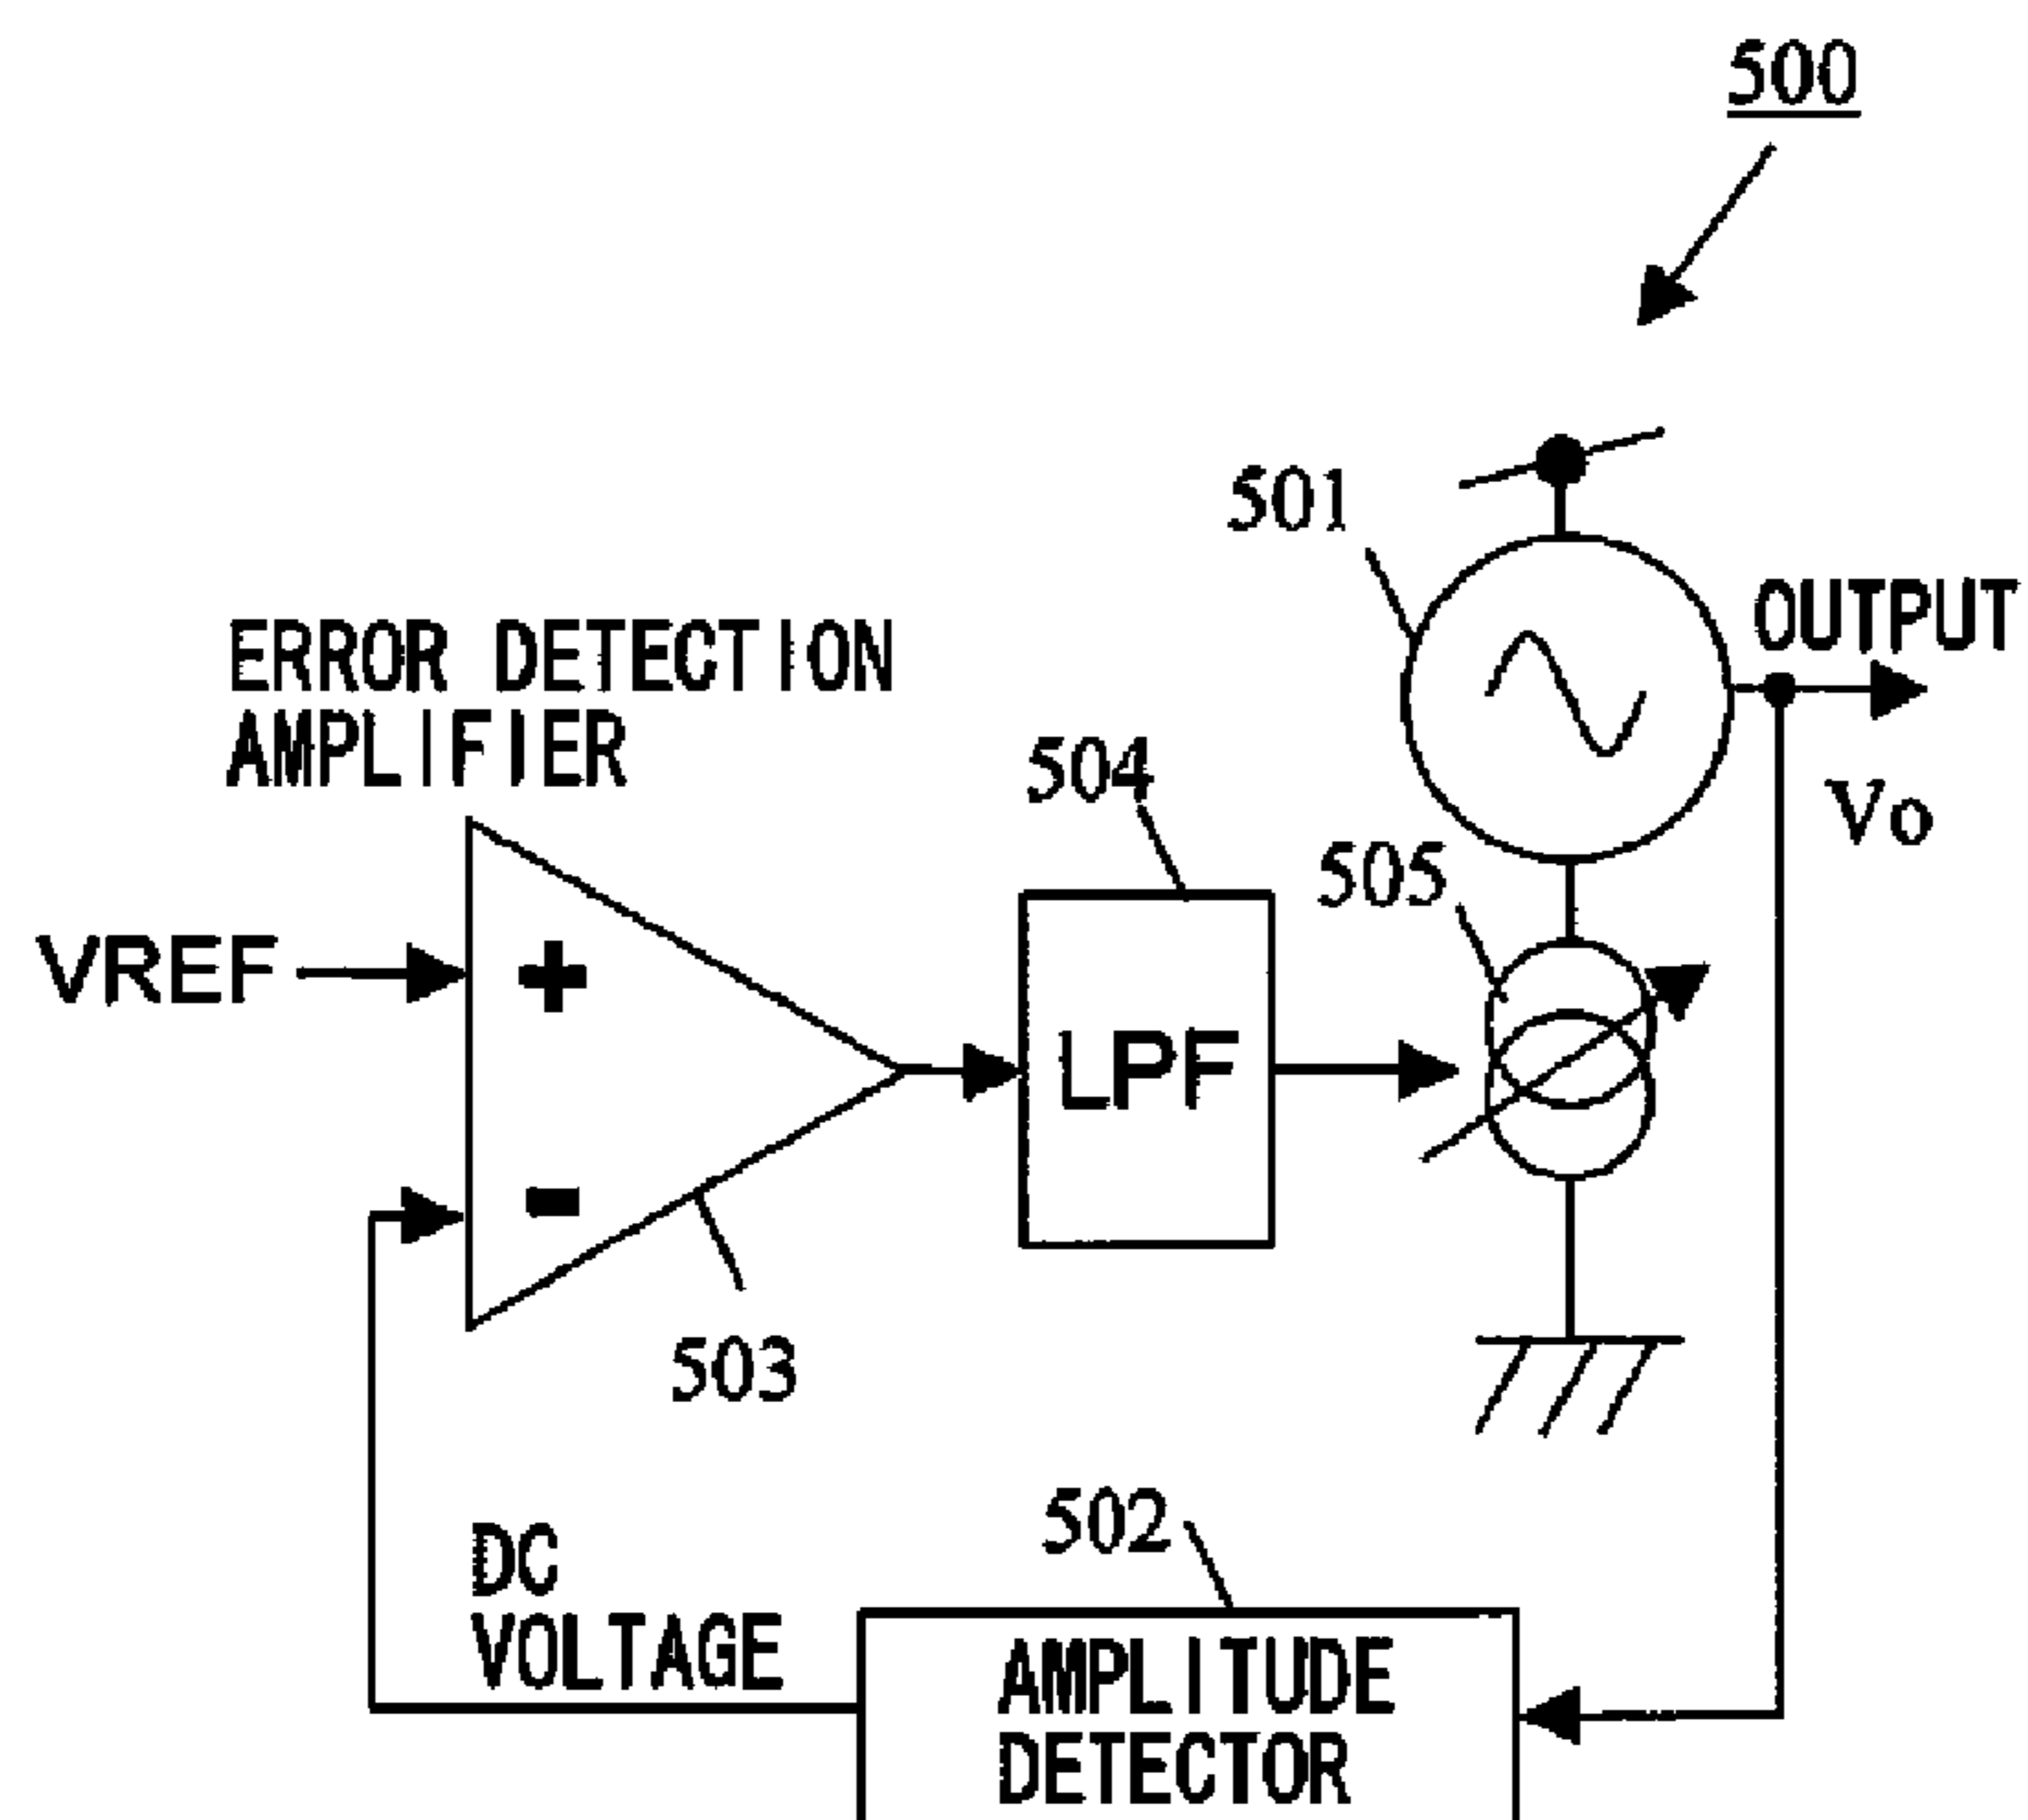 500
501
OUTPUT
ERROR DETECTION
AMPLIFIER
504
Vo
505
VREF
+
LPF
-
503
502
DC
VOLTAGE
AMPLITUDE
DETECTOR